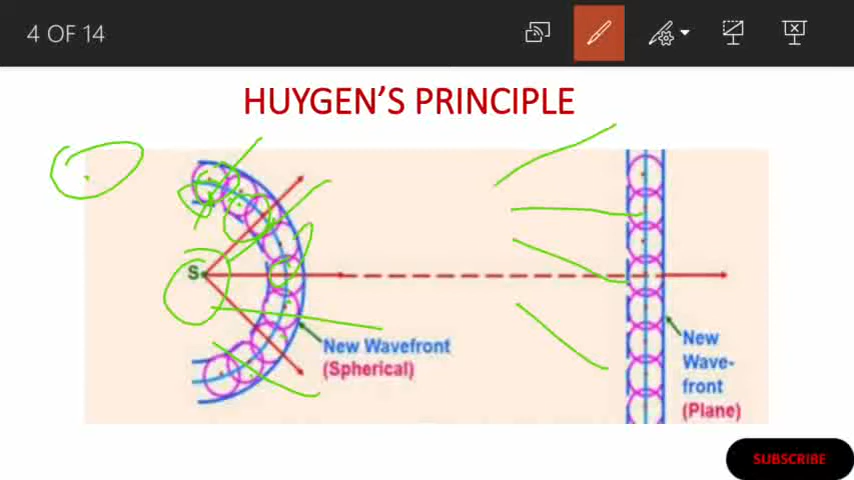 4 OF 14
HUYGEN'S PRINCIPLE
S
New Wavefront
(Spherical)
New
Wave-
front
(Plane)
SUBSCRIBE